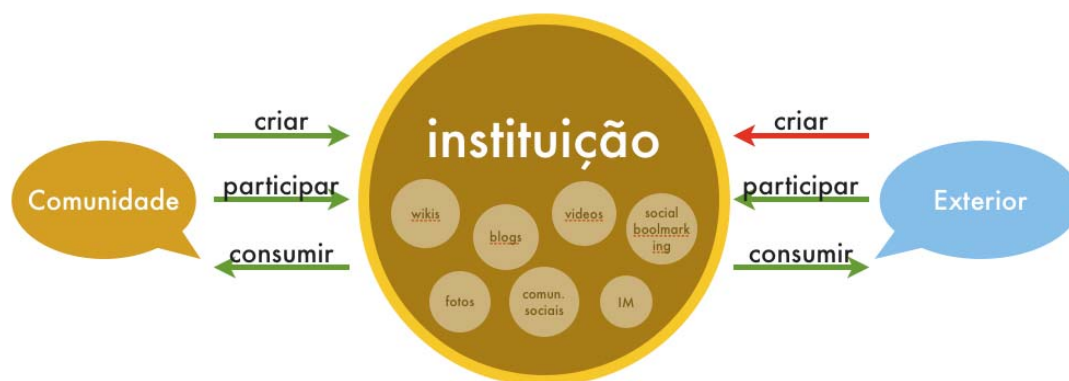 criar
instituição
criar
Comunidade
participar
participar
Exterior
consumir
consumir
wikis
blogs
videos
social
boolmark
ing
fotos
comun.
sociais
IM